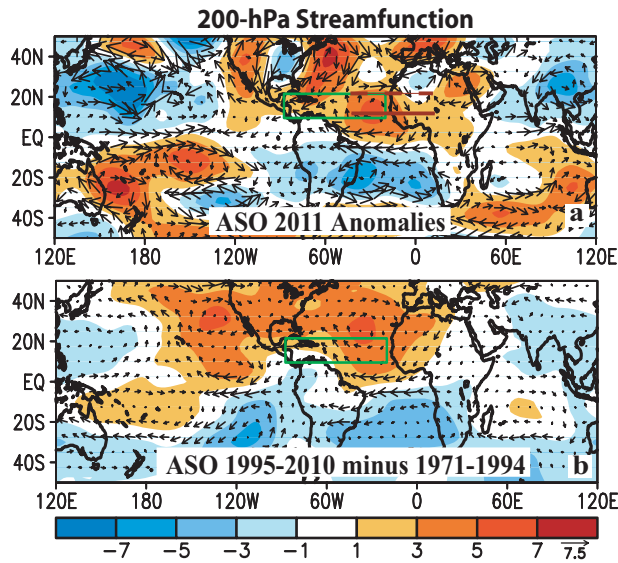 200-hPa Streamfunction
40N
20N
EQ
20S
40S
ASO 2011 Anomalies
a
120E 180 120W 60W 0 60E 120E
40N
20N
EQ
20S
40S
ASO 1995-2010 minus 1971-1994
b
120E 180 120W 60W 0 60E 120E
-7 -5 -3 -1 1 3 5 7 7.5